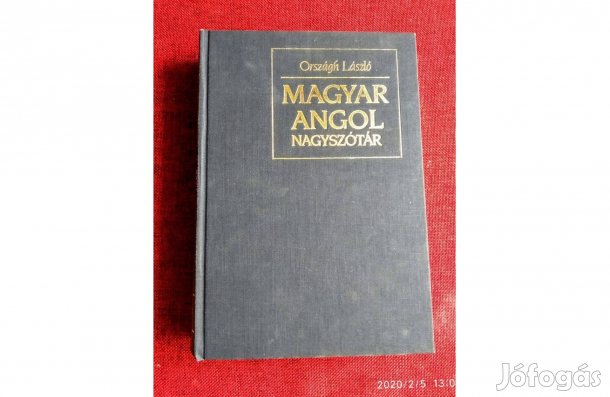 Országh László
MAGYAR
ANGOL
NAGYSZÓTÁR
2020/2/5 13:0
Jófogás